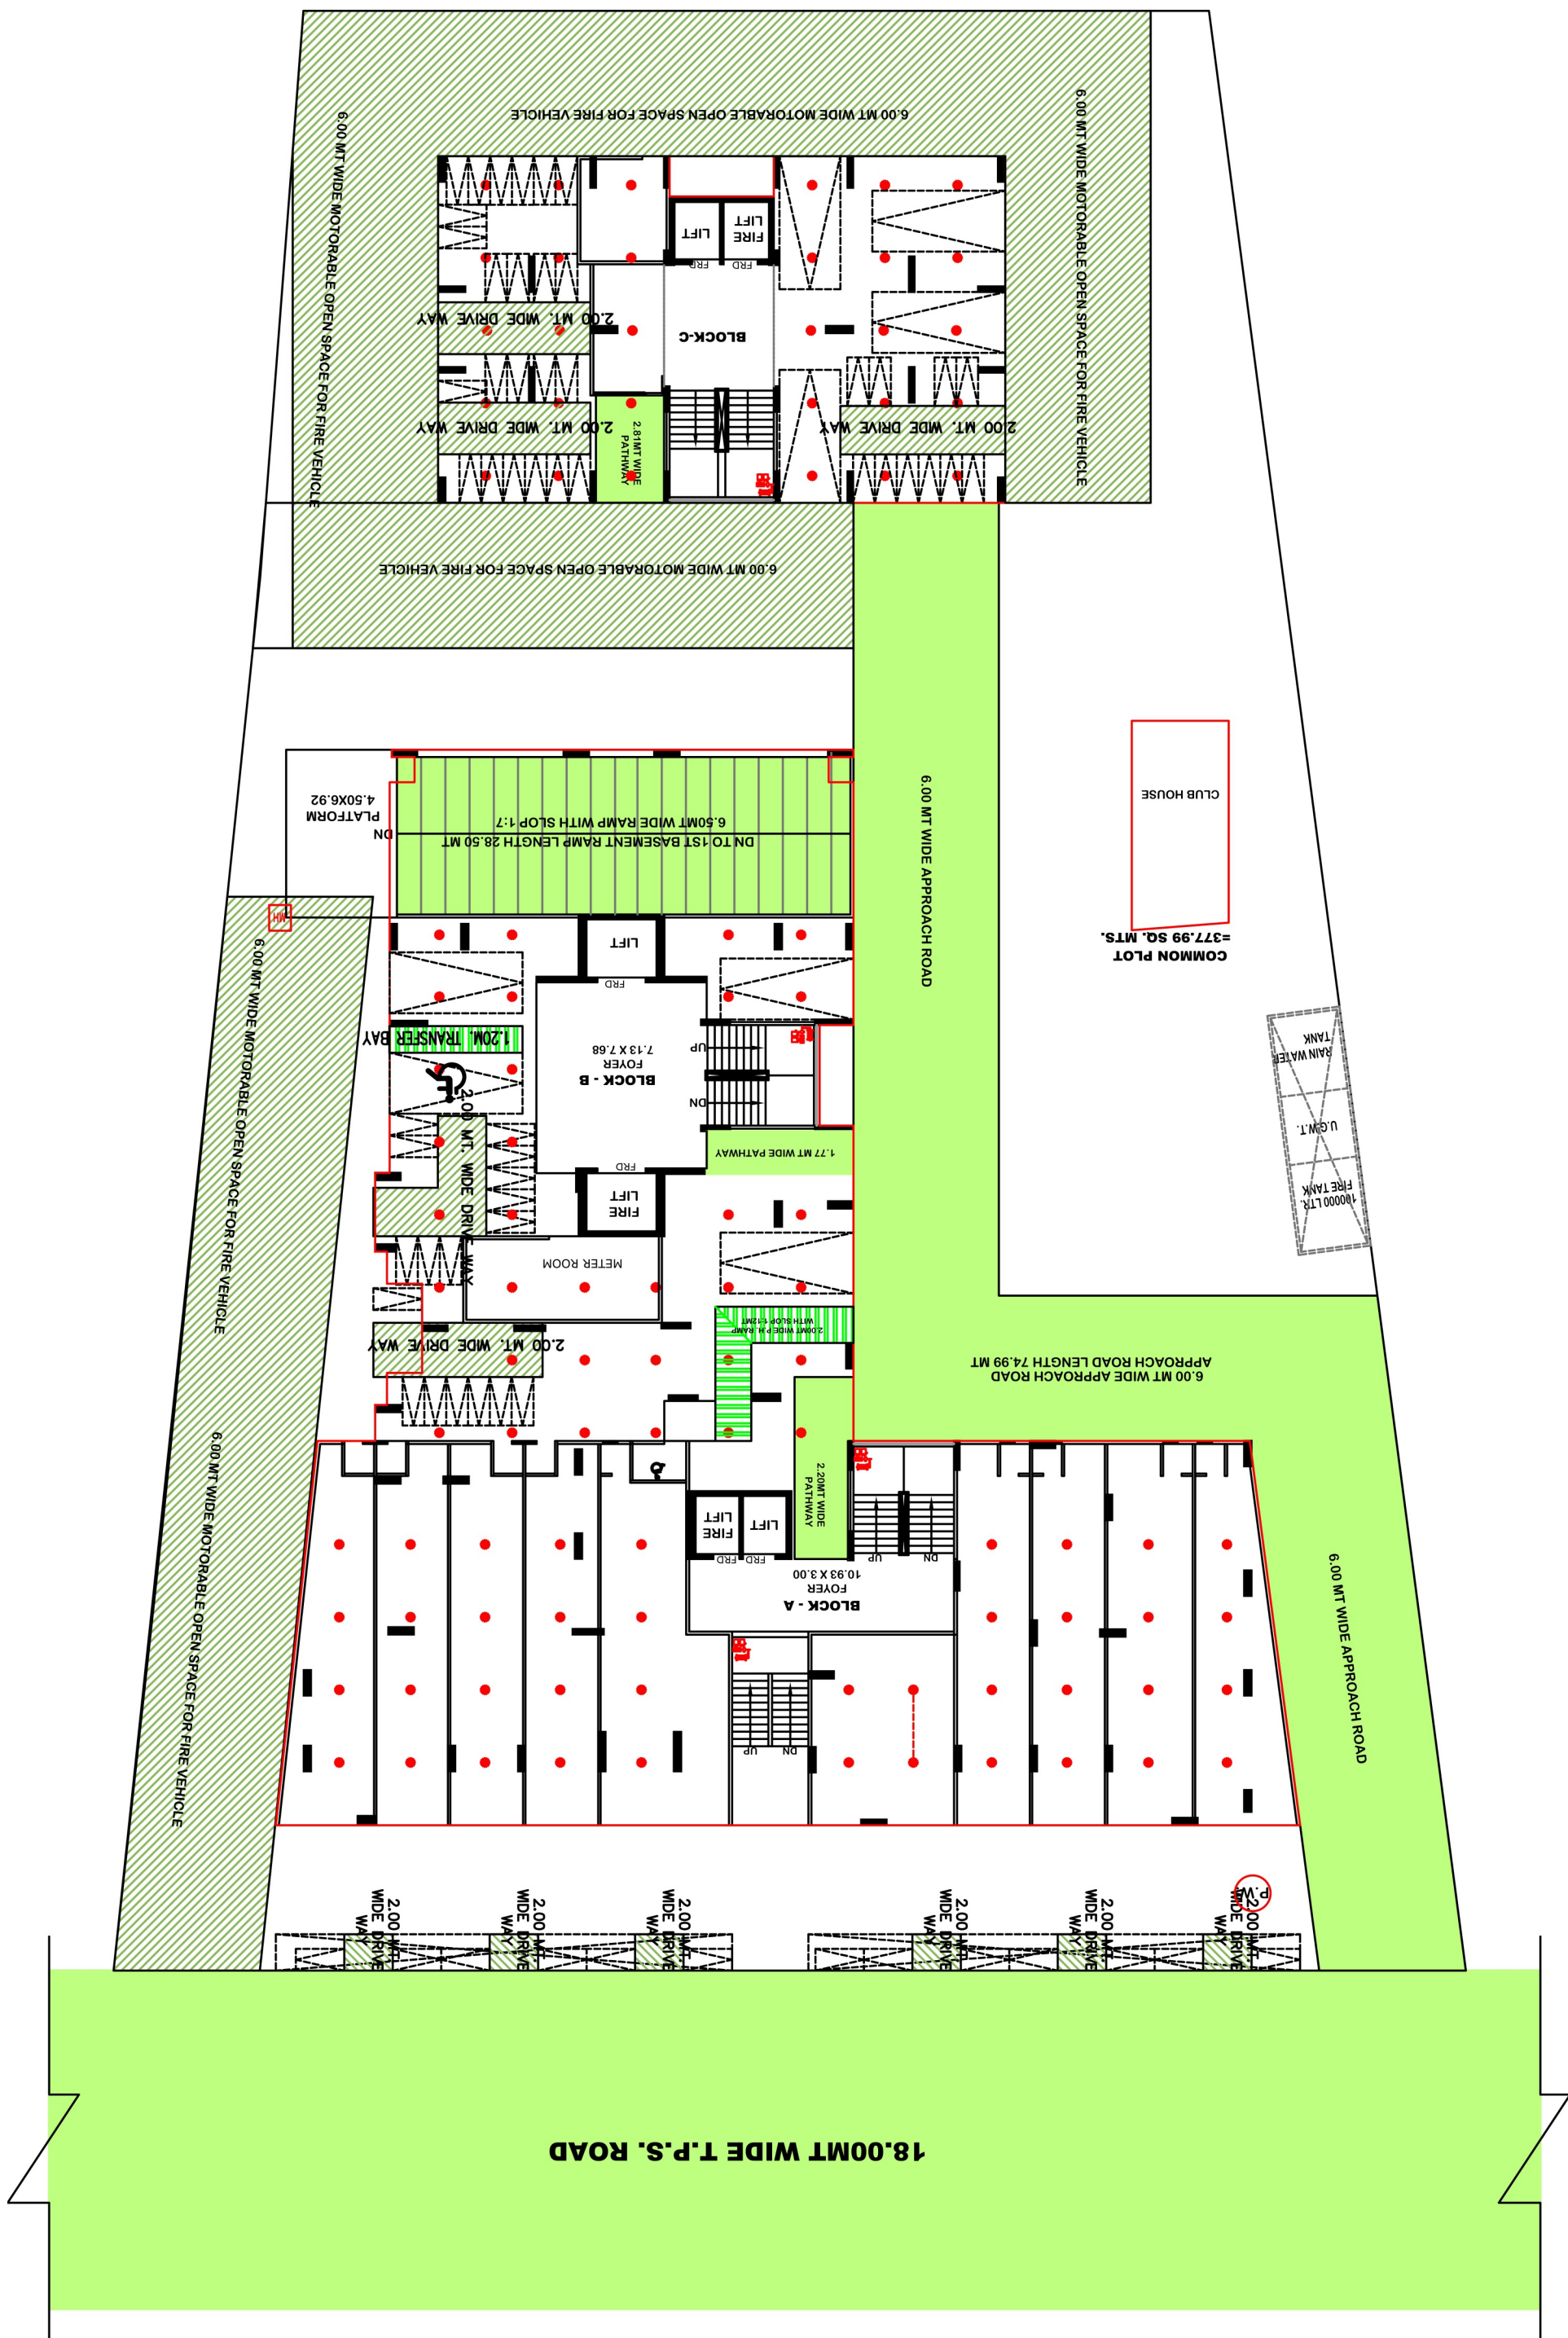 6.00 MT WIDE MOTORABLE OPEN SPACE FOR FIRE VEHICLE
6.00 MT WIDE MOTORABLE OPEN SPACE FOR FIRE VEHICLE
6.00 MT WIDE MOTORABLE OPEN SPACE FOR FIRE VEHICLE
LIFT
FIRE
LIFT
FRD
FRD
2.00 MT. WIDE DRIVE WAY
BLOCK-C
2.00 MT. WIDE DRIVE WAY
2.81MT WIDE
PATHWAY
2.00 MT. WIDE DRIVE WAY
6.00 MT WIDE MOTORABLE OPEN SPACE FOR FIRE VEHICLE
PLATFORM
4.50X6.92
DN
DN TO 1ST BASEMENT RAMP LENGTH 28.50 MT
6.50MT WIDE RAMP WITH SLOP 1:7
6.00 MT WIDE APPROACH ROAD
CLUB HOUSE
COMMON PLOT
=377.99 SQ. MTS.
MH
LIFT
FRD
6.00 MT WIDE MOTORABLE OPEN SPACE FOR FIRE VEHICLE
1.20M. TRANSFER BAY
BLOCK - B
FOYER
7.13 X 7.68
UP
DN
RAIN WATER
TANK
U.G.W.T.
100000 LTR.
FIRE TANK
2.00 MT. WIDE DRIVE WAY
1.77 MT WIDE PATHWAY
FRD
FIRE
LIFT
METER ROOM
2.00MT WIDE P.H. RAMP
WITH SLOP 1:12MT
2.00 MT. WIDE DRIVE WAY
6.00 MT WIDE APPROACH ROAD
APPROACH ROAD LENGTH 74.99 MT
6.00 MT WIDE MOTORABLE OPEN SPACE FOR FIRE VEHICLE
2.20MT WIDE
PATHWAY
FIRE
LIFT
LIFT
FRD
FRD
UP
DN
BLOCK - A
FOYER
10.93 X 3.00
6.00 MT WIDE APPROACH ROAD
UP
DN
P.W.
2.00 MT.
WIDE DRIVE
WAY
2.00 MT.
WIDE DRIVE
WAY
2.00 MT.
WIDE DRIVE
WAY
2.00 MT.
WIDE DRIVE
WAY
2.00 MT.
WIDE DRIVE
WAY
2.00 MT.
WIDE DRIVE
WAY
18.00MT WIDE T.P.S. ROAD